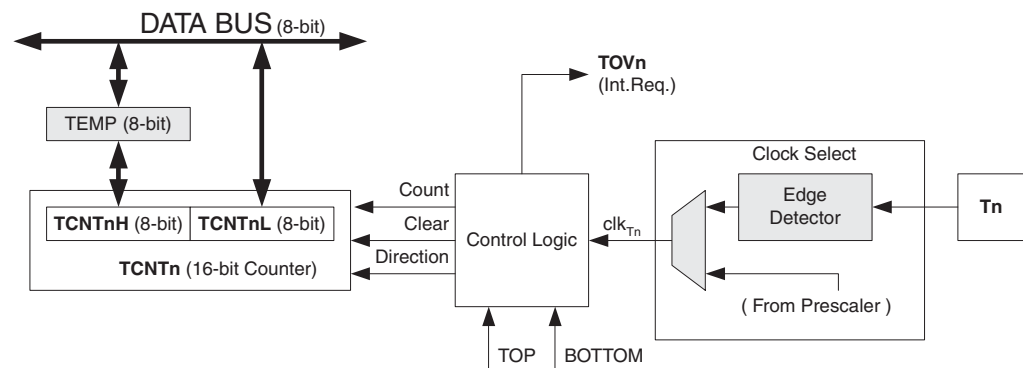 DATA BUS (8-bit)
TOVn
(Int.Req.)
TEMP (8-bit)
Clock Select
Count
Edge
Detector
Tn
TCNTnH (8-bit) TCNTnL (8-bit)
Clear
Control Logic
clkTn
TCNTn (16-bit Counter)
Direction
( From Prescaler )
TOP
BOTTOM